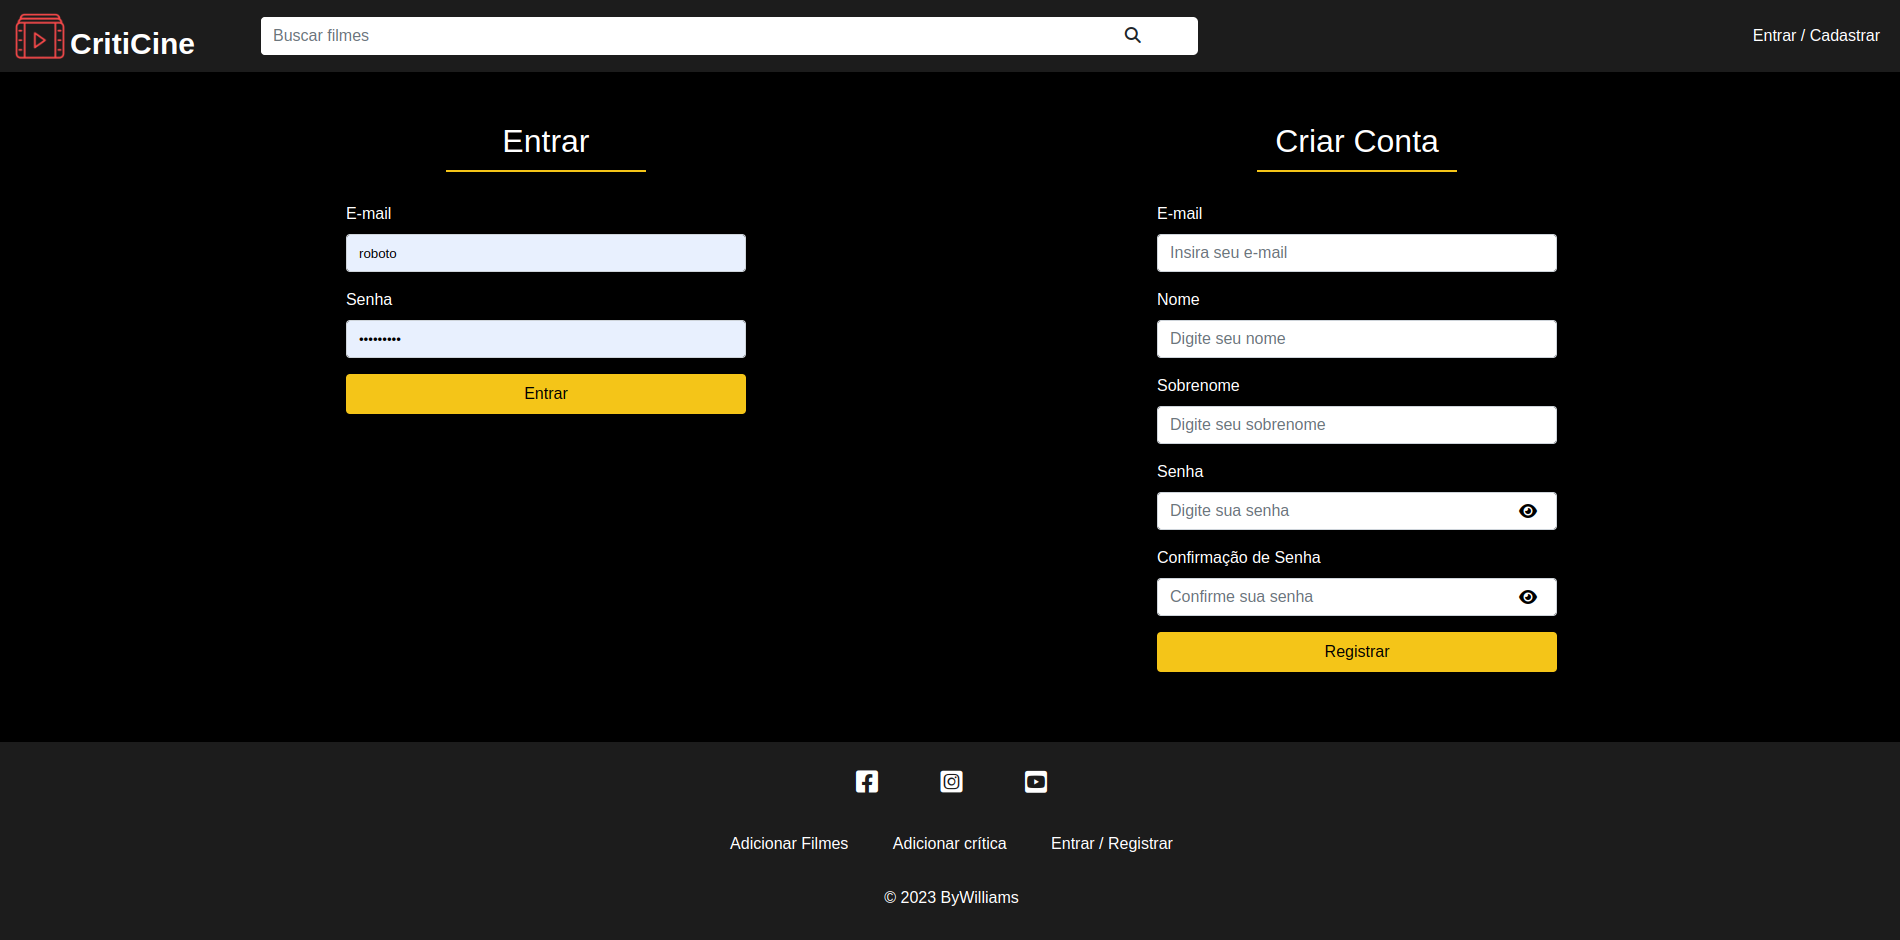 CritiCine
Buscar filmes
Entrar / Cadastrar
Entrar
E-mail
roboto
Senha
•••••••••
Entrar
Criar Conta
E-mail
Insira seu e-mail
Nome
Digite seu nome
Sobrenome
Digite seu sobrenome
Senha
Digite sua senha
Confirmação de Senha
Confirme sua senha
Registrar
Adicionar Filmes
Adicionar crítica
Entrar / Registrar
© 2023 ByWilliams